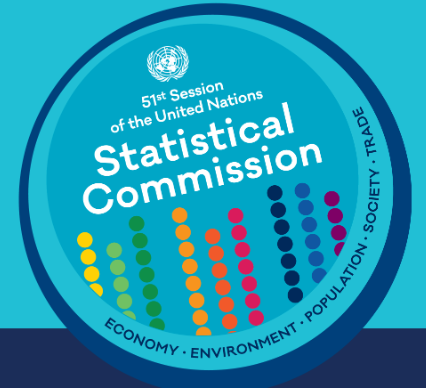 51st Session
of the United Nations
Statistical
Commission
ECONOMY · ENVIRONMENT · POPULATION · SOCIETY · TRADE